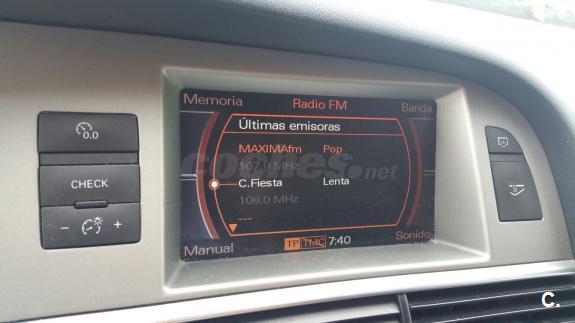 Memoria Radio FM Banda
Últimas emisoras
MAXIMAfm Pop
107.9 MHz
C.Fiesta Lenta
108.0 MHz
---
Manual TP TMC 7:40 Sonido
0.0
CHECK
- +
coches.net
C.